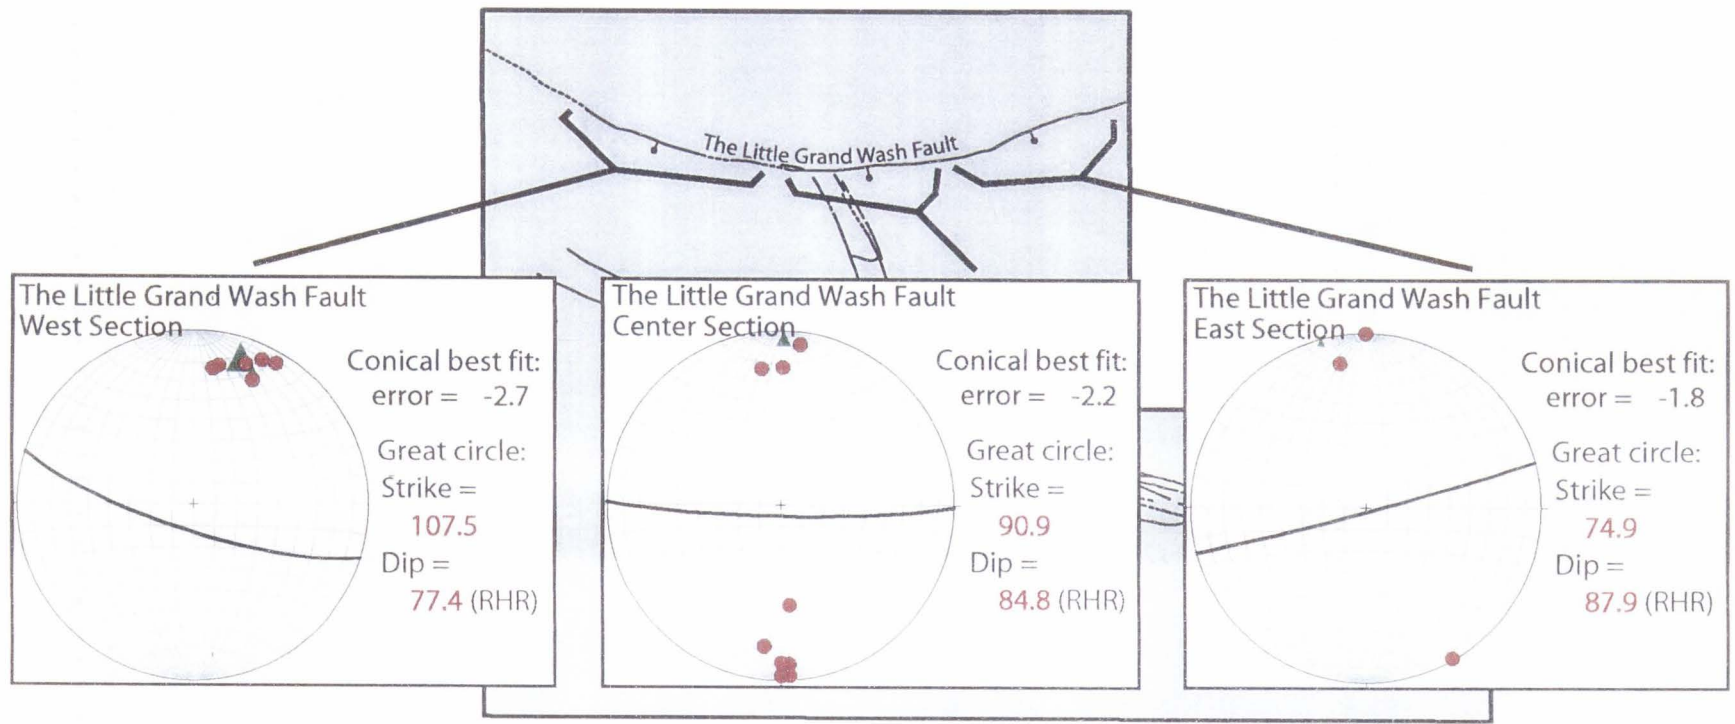 The Little Grand Wash Fault
The Little Grand Wash Fault
West Section
Conical best fit:
error = -2.7
Great circle:
Strike =
107.5
Dip =
77.4 (RHR)
The Little Grand Wash Fault
Center Section
Conical best fit:
error = -2.2
Great circle:
Strike =
90.9
Dip =
84.8 (RHR)
The Little Grand Wash Fault
East Section
Conical best fit:
error = -1.8
Great circle:
Strike =
74.9
Dip =
87.9 (RHR)